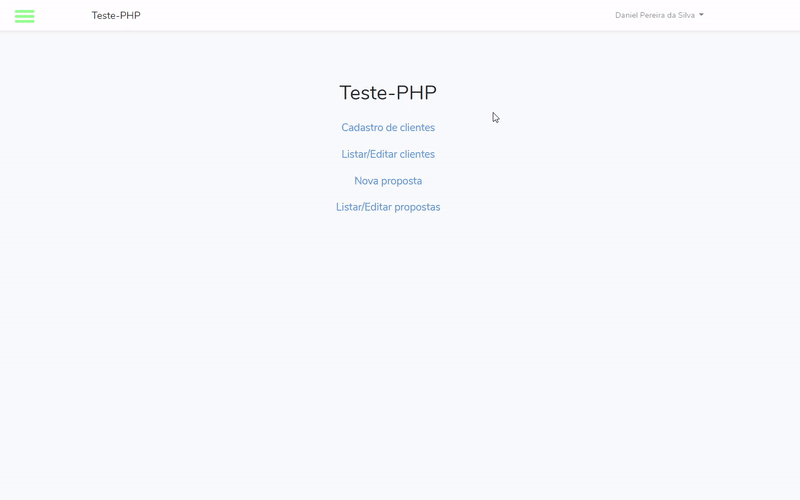 Teste-PHP
Daniel Pereira da Silva
Teste-PHP
Cadastro de clientes
Listar/Editar clientes
Nova proposta
Listar/Editar propostas